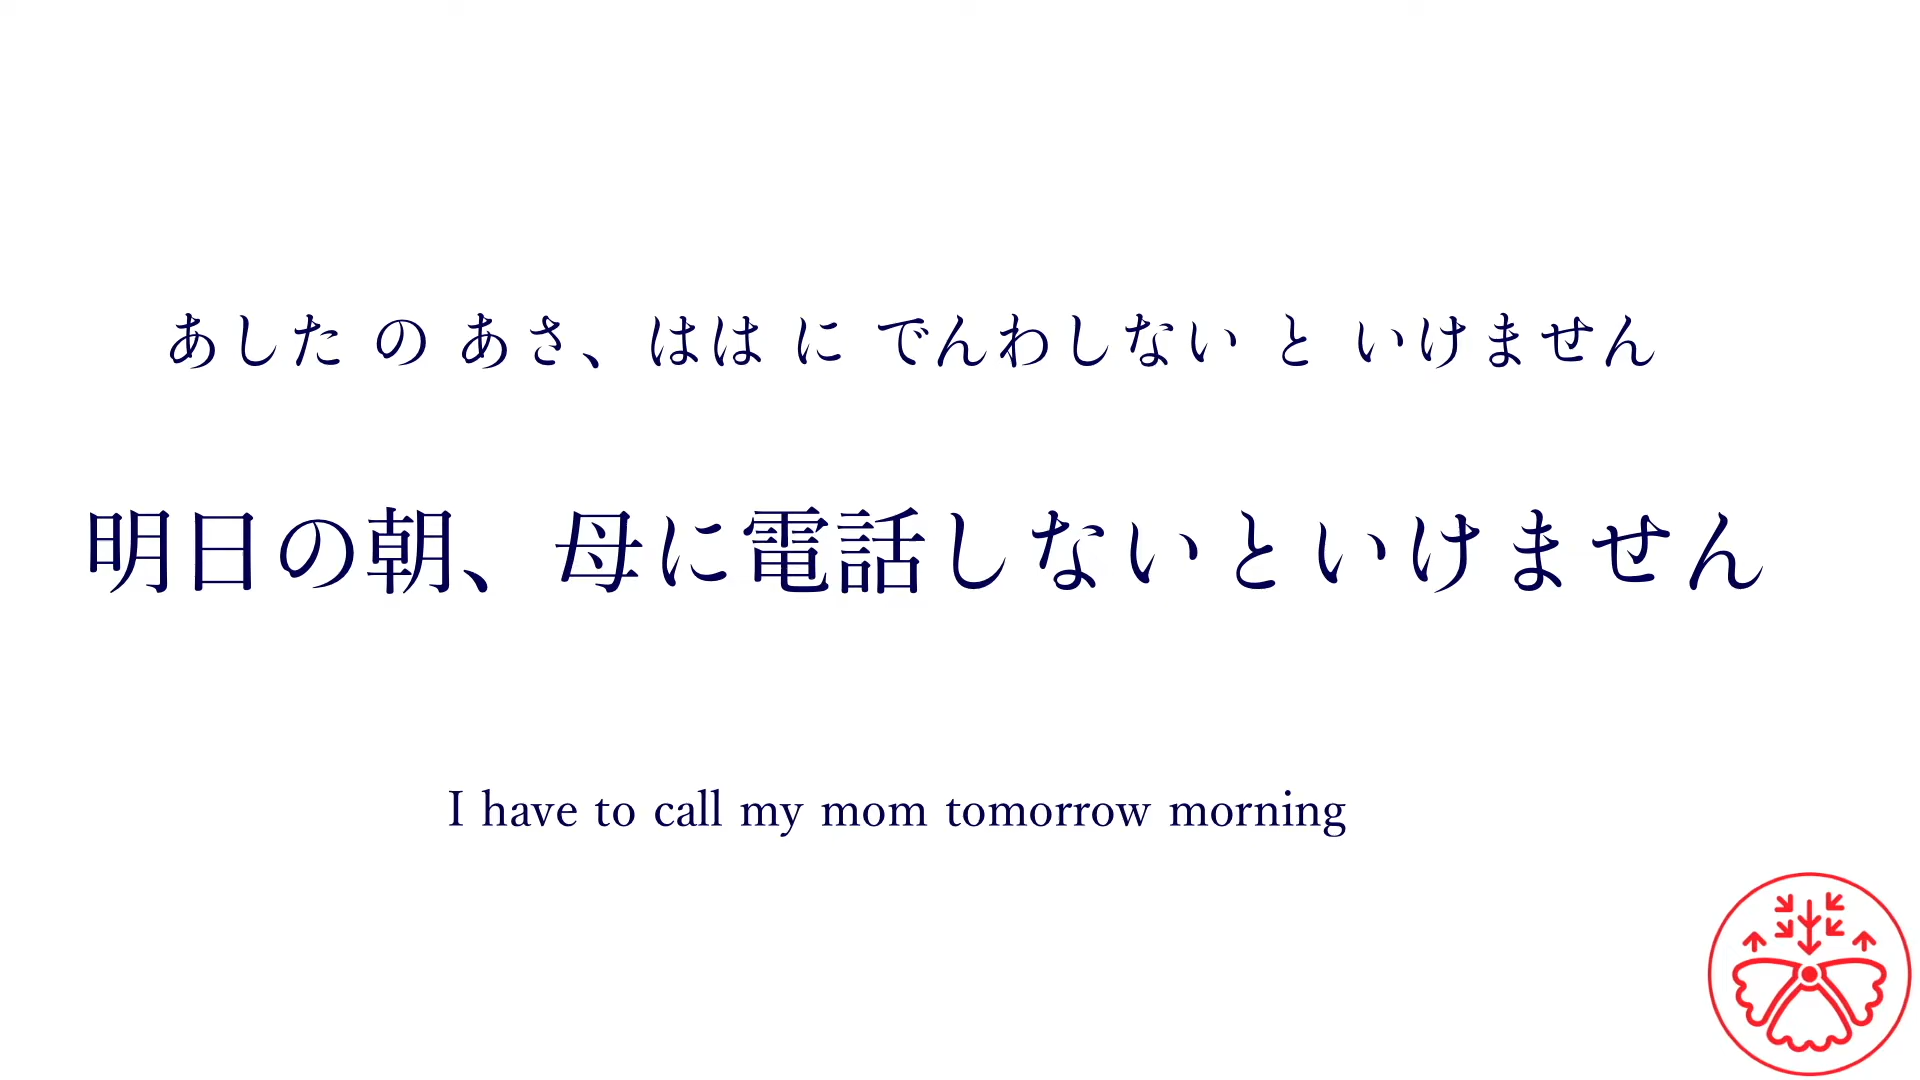 あした の あさ、はは に でんわしない と いけません
明日の朝、母に電話しないといけません
I have to call my mom tomorrow morning